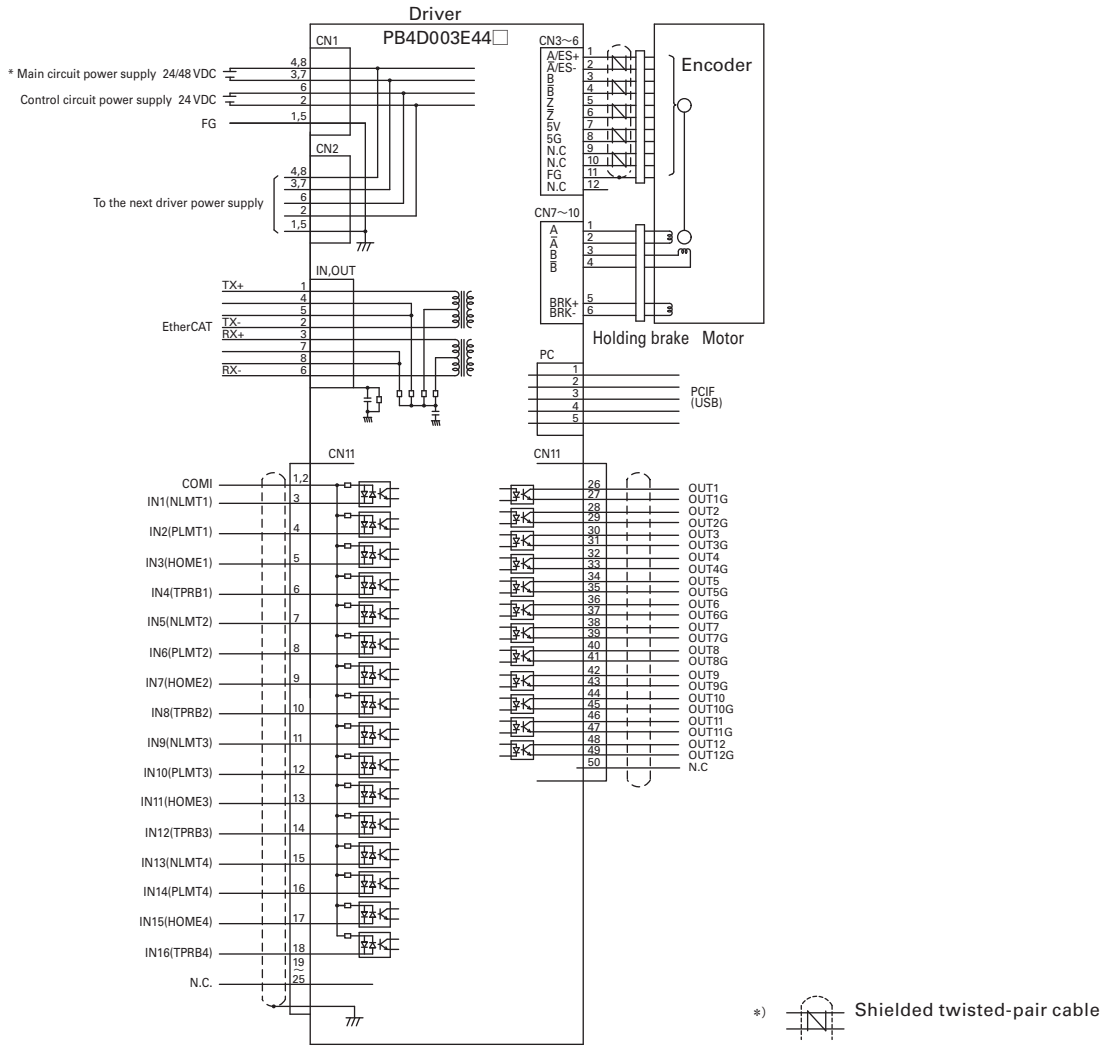 Driver
PB4D003E44□
CN1
4,8
* Main circuit power supply 24/48 VDC
3,7
6
Control circuit power supply 24 VDC
2
1,5
FG
CN2
4,8
3,7
6
To the next driver power supply
2
1,5
CN3～6
A/ES+ 1
A̅/ES- 2
B 3
B̅ 4
Z 5
Z̅ 6
5V 7
5G 8
N.C 9
N.C 10
FG 11
N.C 12
Encoder
CN7～10
A 1
A̅ 2
B 3
B̅ 4
BRK+ 5
BRK- 6
Holding brake Motor
IN,OUT
TX+ 1
4
5
EtherCAT
TX- 2
RX+ 3
7
8
RX- 6
PC
1
2
3
4
5
PCIF
(USB)
CN11
COMI 1,2
IN1(NLMT1) 3
IN2(PLMT1) 4
IN3(HOME1) 5
IN4(TPRB1) 6
IN5(NLMT2) 7
IN6(PLMT2) 8
IN7(HOME2) 9
IN8(TPRB2) 10
IN9(NLMT3) 11
IN10(PLMT3) 12
IN11(HOME3) 13
IN12(TPRB3) 14
IN13(NLMT4) 15
IN14(PLMT4) 16
IN15(HOME4) 17
IN16(TPRB4) 18
19
～
N.C. 25
CN11
26 OUT1
27 OUT1G
28 OUT2
29 OUT2G
30 OUT3
31 OUT3G
32 OUT4
33 OUT4G
34 OUT5
35 OUT5G
36 OUT6
37 OUT6G
38 OUT7
39 OUT7G
40 OUT8
41 OUT8G
42 OUT9
43 OUT9G
44 OUT10
45 OUT10G
46 OUT11
47 OUT11G
48 OUT12
49 OUT12G
50 N.C
*) Shielded twisted-pair cable